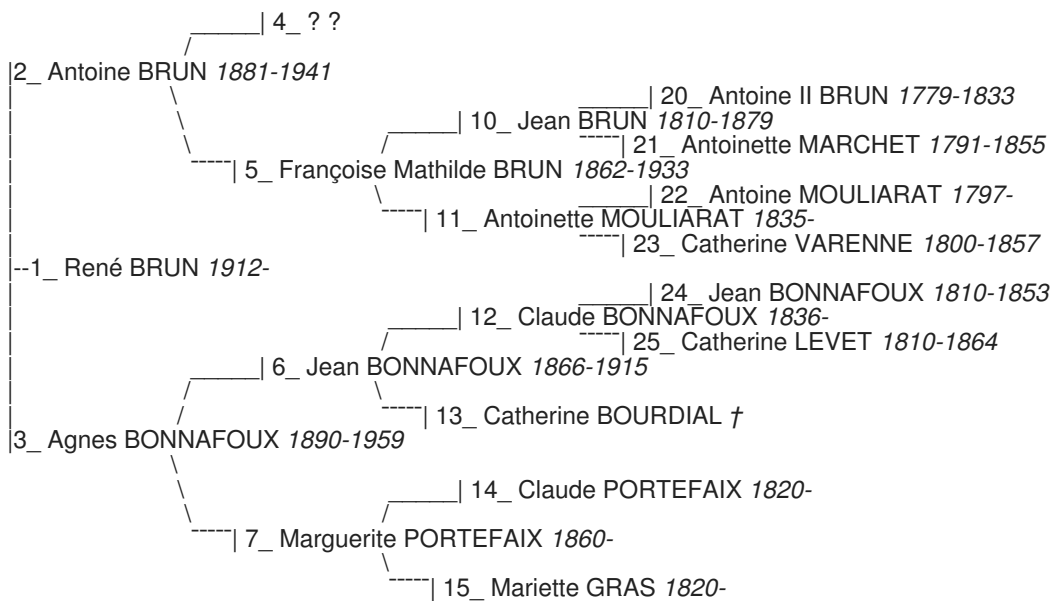 4_ ? ?
2_ Antoine BRUN 1881-1941
20_ Antoine II BRUN 1779-1833
10_ Jean BRUN 1810-1879
21_ Antoinette MARCHET 1791-1855
5_ Françoise Mathilde BRUN 1862-1933
22_ Antoine MOULIARAT 1797-
11_ Antoinette MOULIARAT 1835-
23_ Catherine VARENNE 1800-1857
--1_ René BRUN 1912-
24_ Jean BONNAFOUX 1810-1853
12_ Claude BONNAFOUX 1836-
25_ Catherine LEVET 1810-1864
6_ Jean BONNAFOUX 1866-1915
13_ Catherine BOURDIAL †
3_ Agnes BONNAFOUX 1890-1959
14_ Claude PORTEFAIX 1820-
7_ Marguerite PORTEFAIX 1860-
15_ Mariette GRAS 1820-